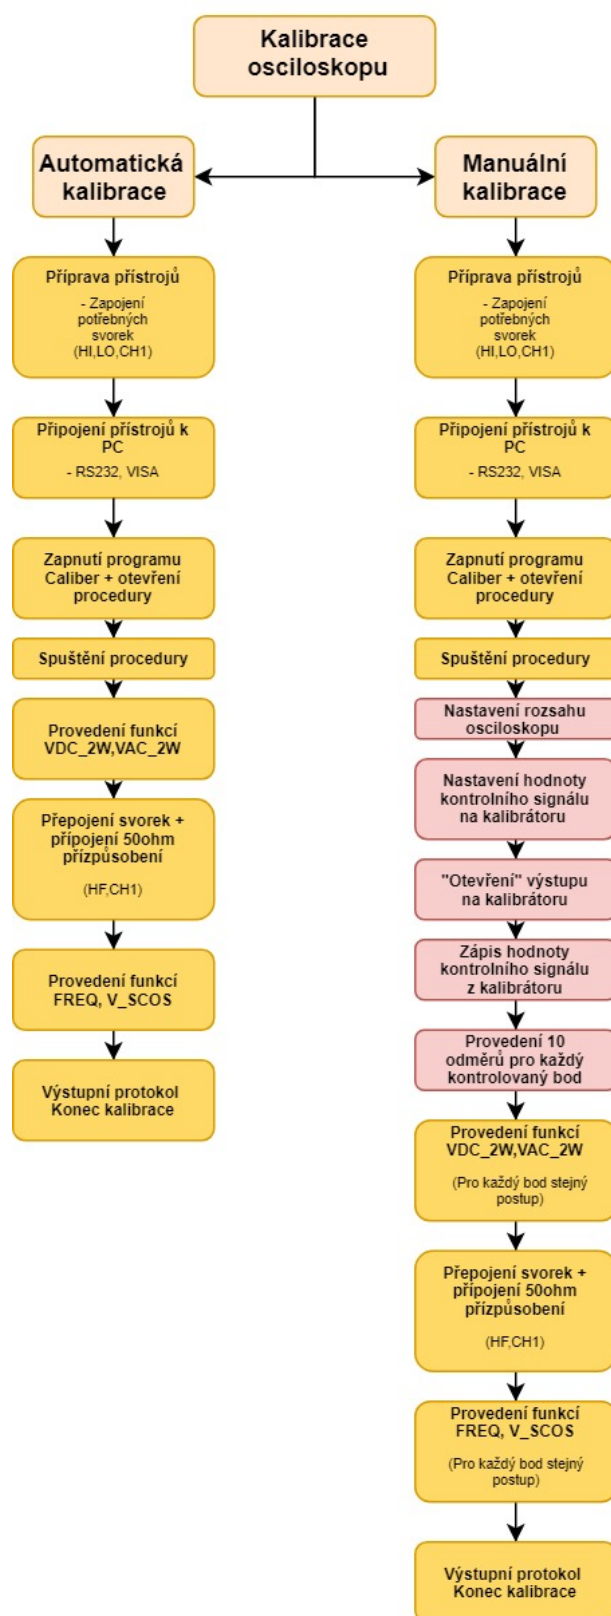 Kalibrace
osciloskopu
Automatická
kalibrace
Příprava přístrojů
- Zapojení
potřebných
svorek
(HI,LO,CH1)
Připojení přístrojů k
PC
- RS232, VISA
Zapnutí programu
Caliber + otevření
procedury
Spuštění procedury
Provedení funkcí
VDC_2W,VAC_2W
Přepojení svorek +
přípojení 50ohm
přízpůsobení
(HF,CH1)
Provedení funkcí
FREQ, V_SCOS
Výstupní protokol
Konec kalibrace
Manuální
kalibrace
Příprava přístrojů
- Zapojení
potřebných
svorek
(HI,LO,CH1)
Připojení přístrojů k
PC
- RS232, VISA
Zapnutí programu
Caliber + otevření
procedury
Spuštění procedury
Nastavení rozsahu
osciloskopu
Nastavení hodnoty
kontrolního signálu
na kalibrátoru
"Otevření" výstupu
na kalibrátoru
Zápis hodnoty
kontrolního signálu
z kalibrátoru
Provedení 10
odměrů pro každý
kontrolovaný bod
Provedení funkcí
VDC_2W,VAC_2W
(Pro každý bod stejný
postup)
Přepojení svorek +
přípojení 50ohm
přízpůsobení
(HF,CH1)
Provedení funkcí
FREQ, V_SCOS
(Pro každý bod stejný
postup)
Výstupní protokol
Konec kalibrace